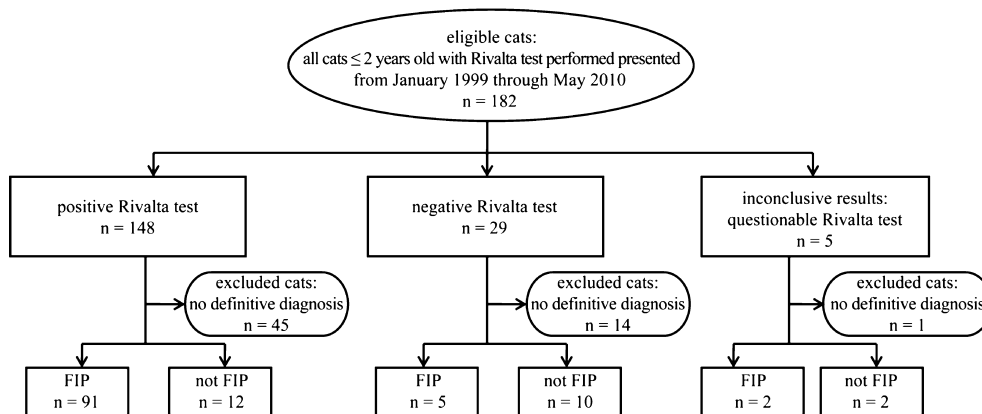 eligible cats:
all cats ≤ 2 years old with Rivalta test performed presented
from January 1999 through May 2010
n = 182
positive Rivalta test
n = 148
negative Rivalta test
n = 29
inconclusive results:
questionable Rivalta test
n = 5
excluded cats:
no definitive diagnosis
n = 45
excluded cats:
no definitive diagnosis
n = 14
excluded cats:
no definitive diagnosis
n = 1
FIP
n = 91
not FIP
n = 12
FIP
n = 5
not FIP
n = 10
FIP
n = 2
not FIP
n = 2